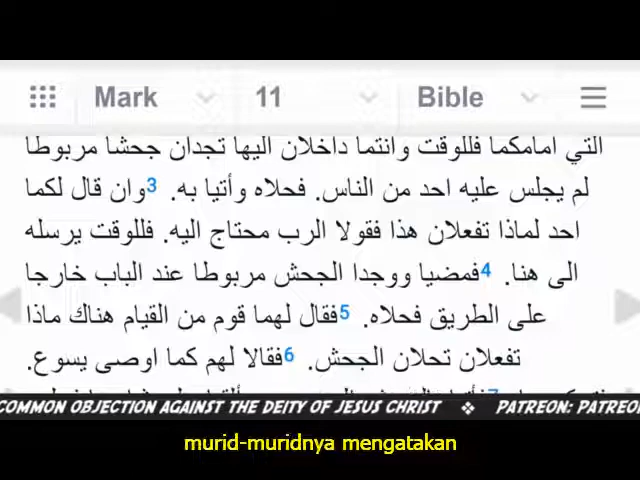 Mark 11 Bible
التي امامكما فللوقت وانتما داخلان اليها تجدان جحشا مربوطا
لم يجلس عليه احد من الناس. فحلاه وأتيا به. 3وان قال لكما
احد لماذا تفعلان هذا فقولا الرب محتاج اليه. فللوقت يرسله
الى هنا. 4فمضيا ووجدا الجحش مربوطا عند الباب خارجا
على الطريق فحلاه. 5فقال لهما قوم من القيام هناك ماذا
تفعلان تحلان الجحش. 6فقالا لهم كما اوصى يسوع.
COMMON OBJECTION AGAINST THE DEITY OF JESUS CHRIST ❖ PATREON: PATREO
murid-muridnya mengatakan